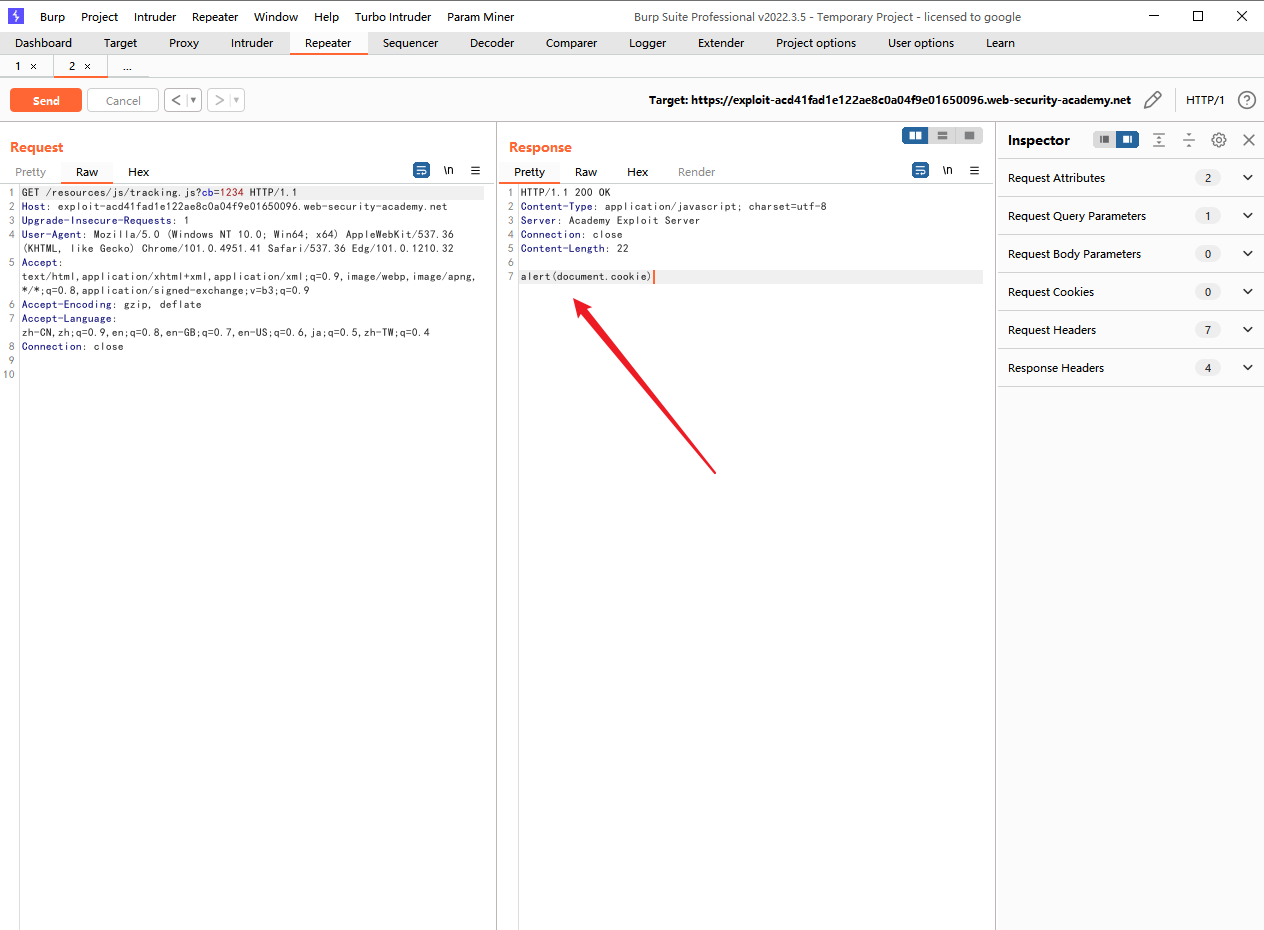 Burp Project Intruder Repeater Window Help Turbo Intruder Param Miner Burp Suite Professional v2022.3.5 - Temporary Project - licensed to google
Dashboard Target Proxy Intruder Repeater Sequencer Decoder Comparer Logger Extender Project options User options Learn
1 × 2 × ...
Send Cancel < > Target: https://exploit-acd41fad1e122ae8c0a04f9e01650096.web-security-academy.net HTTP/1 ?
Request
Pretty Raw Hex \n
1 GET /resources/js/tracking.js?cb=1234 HTTP/1.1
2 Host: exploit-acd41fad1e122ae8c0a04f9e01650096.web-security-academy.net
3 Upgrade-Insecure-Requests: 1
4 User-Agent: Mozilla/5.0 (Windows NT 10.0; Win64; x64) AppleWebKit/537.36
(KHTML, like Gecko) Chrome/101.0.4951.41 Safari/537.36 Edg/101.0.1210.32
5 Accept:
text/html,application/xhtml+xml,application/xml;q=0.9,image/webp,image/apng,
*/*;q=0.8,application/signed-exchange;v=b3;q=0.9
6 Accept-Encoding: gzip, deflate
7 Accept-Language:
zh-CN,zh;q=0.9,en;q=0.8,en-GB;q=0.7,en-US;q=0.6,ja;q=0.5,zh-TW;q=0.4
8 Connection: close
9
10
Response
Pretty Raw Hex Render \n
1 HTTP/1.1 200 OK
2 Content-Type: application/javascript; charset=utf-8
3 Server: Academy Exploit Server
4 Connection: close
5 Content-Length: 22
6
7 alert(document.cookie)
Inspector
Request Attributes 2
Request Query Parameters 1
Request Body Parameters 0
Request Cookies 0
Request Headers 7
Response Headers 4